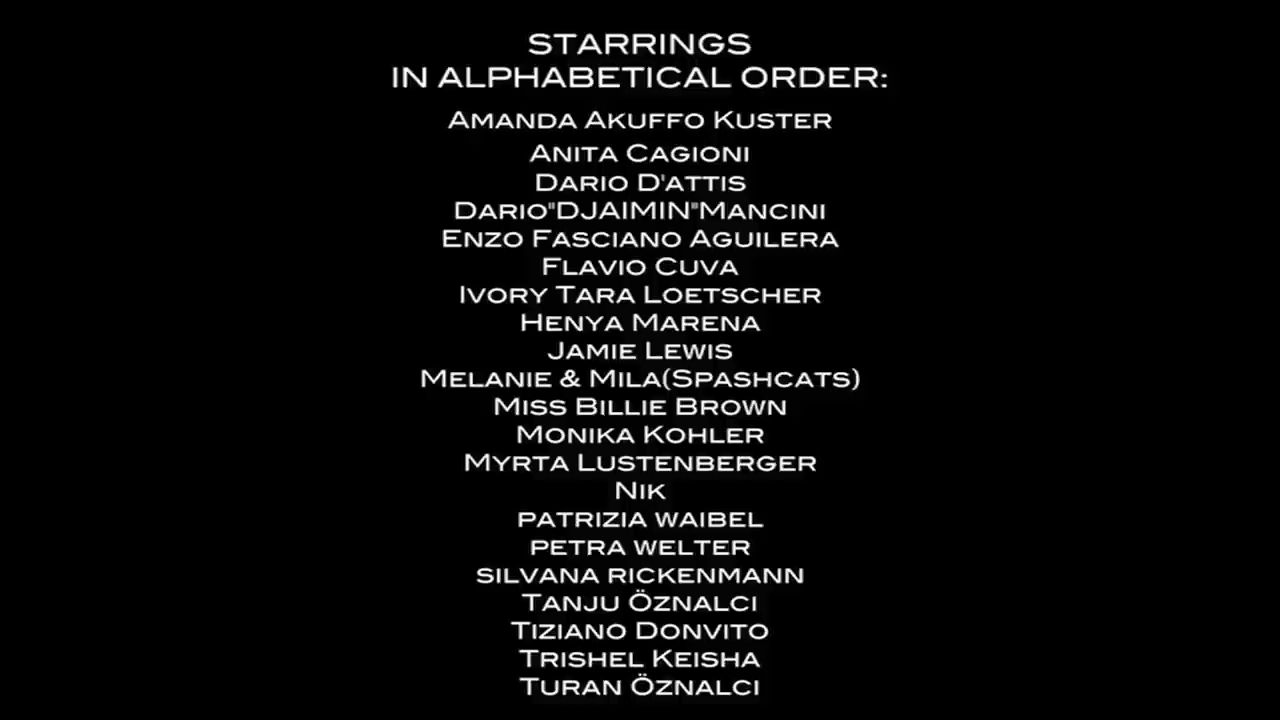 STARRINGS
IN ALPHABETICAL ORDER:
Amanda Akuffo Kuster
Anita Cagioni
Dario D'attis
Dario"DJAIMIN"Mancini
Enzo Fasciano Aguilera
Flavio Cuva
Ivory Tara Loetscher
Henya Marena
Jamie Lewis
Melanie & Mila(Spashcats)
Miss Billie Brown
Monika Kohler
Myrta Lustenberger
Nik
patrizia waibel
petra welter
silvana rickenmann
Tanju Öznalci
Tiziano Donvito
Trishel Keisha
Turan Öznalci